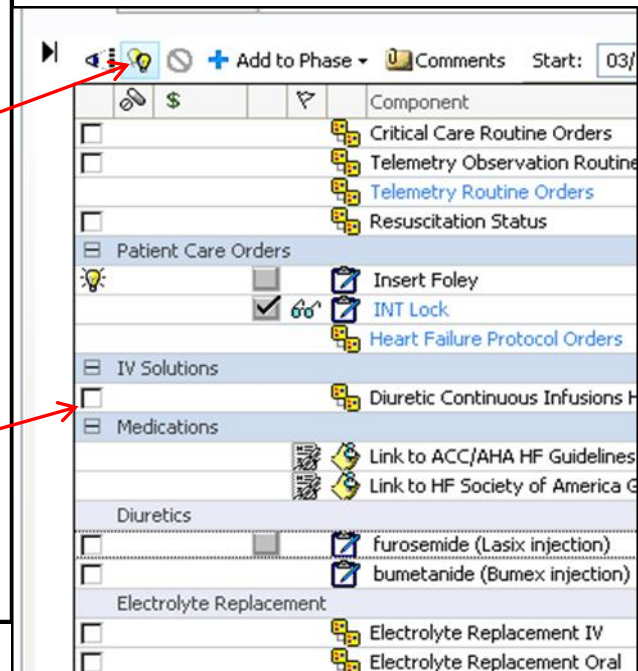 Add to Phase Comments Start: 03/
$ Component
Critical Care Routine Orders
Telemetry Observation Routine
Telemetry Routine Orders
Resuscitation Status
Patient Care Orders
Insert Foley
INT Lock
Heart Failure Protocol Orders
IV Solutions
Diuretic Continuous Infusions H
Medications
Link to ACC/AHA HF Guidelines
Link to HF Society of America G
Diuretics
furosemide (Lasix injection)
bumetanide (Bumex injection)
Electrolyte Replacement
Electrolyte Replacement IV
Electrolyte Replacement Oral